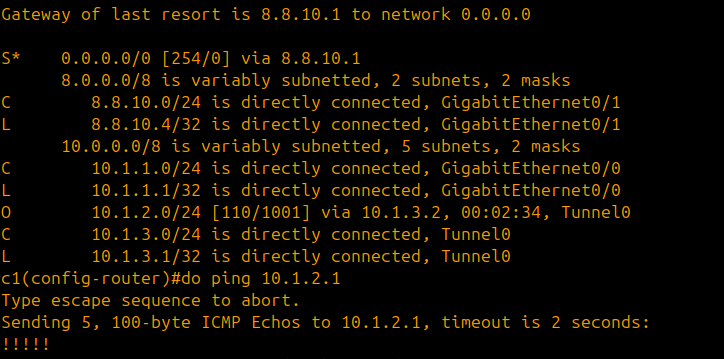 Gateway of last resort is 8.8.10.1 to network 0.0.0.0
S*    0.0.0.0/0 [254/0] via 8.8.10.1
      8.0.0.0/8 is variably subnetted, 2 subnets, 2 masks
C        8.8.10.0/24 is directly connected, GigabitEthernet0/1
L        8.8.10.4/32 is directly connected, GigabitEthernet0/1
      10.0.0.0/8 is variably subnetted, 5 subnets, 2 masks
C        10.1.1.0/24 is directly connected, GigabitEthernet0/0
L        10.1.1.1/32 is directly connected, GigabitEthernet0/0
O        10.1.2.0/24 [110/1001] via 10.1.3.2, 00:02:34, Tunnel0
C        10.1.3.0/24 is directly connected, Tunnel0
L        10.1.3.1/32 is directly connected, Tunnel0
c1(config-router)#do ping 10.1.2.1
Type escape sequence to abort.
Sending 5, 100-byte ICMP Echos to 10.1.2.1, timeout is 2 seconds:
!!!!!